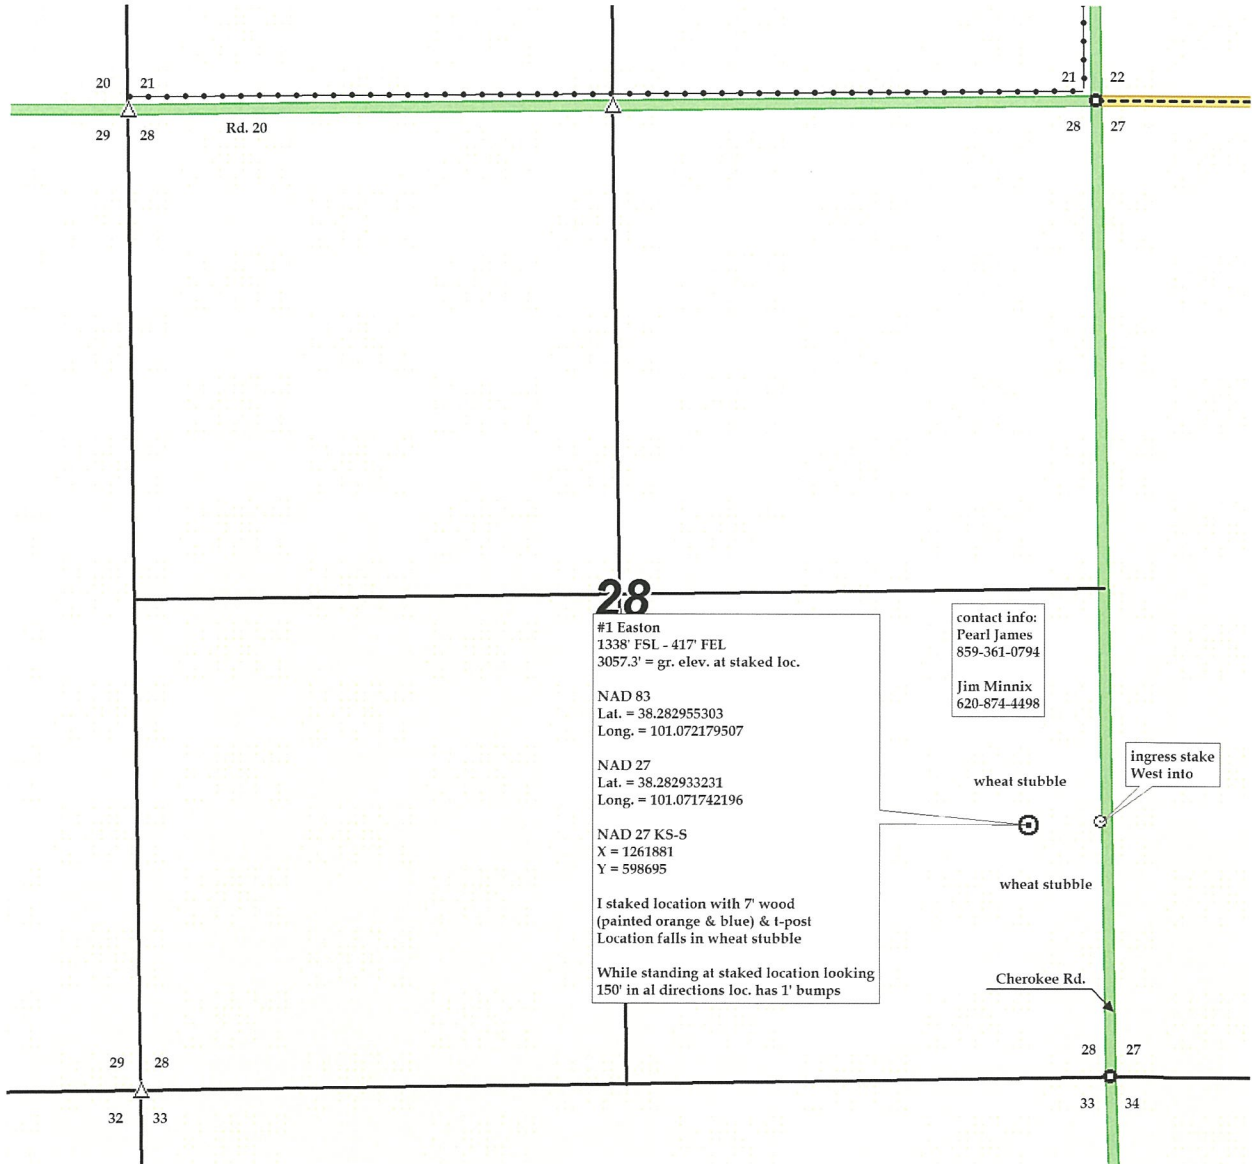 20 21
21 22
29 28
Rd. 20
28 27
28
#1 Easton
1338' FSL - 417' FEL
3057.3' = gr. elev. at staked loc.
NAD 83
Lat. = 38.282955303
Long. = 101.072179507
NAD 27
Lat. = 38.282933231
Long. = 101.071742196
NAD 27 KS-S
X = 1261881
Y = 598695
I staked location with 7' wood
(painted orange & blue) & t-post
Location falls in wheat stubble
While standing at staked location looking
150' in al directions loc. has 1' bumps
contact info:
Pearl James
859-361-0794
Jim Minnix
620-874-4498
ingress stake
West into
wheat stubble
wheat stubble
Cherokee Rd.
29 28
28 27
32 33
33 34